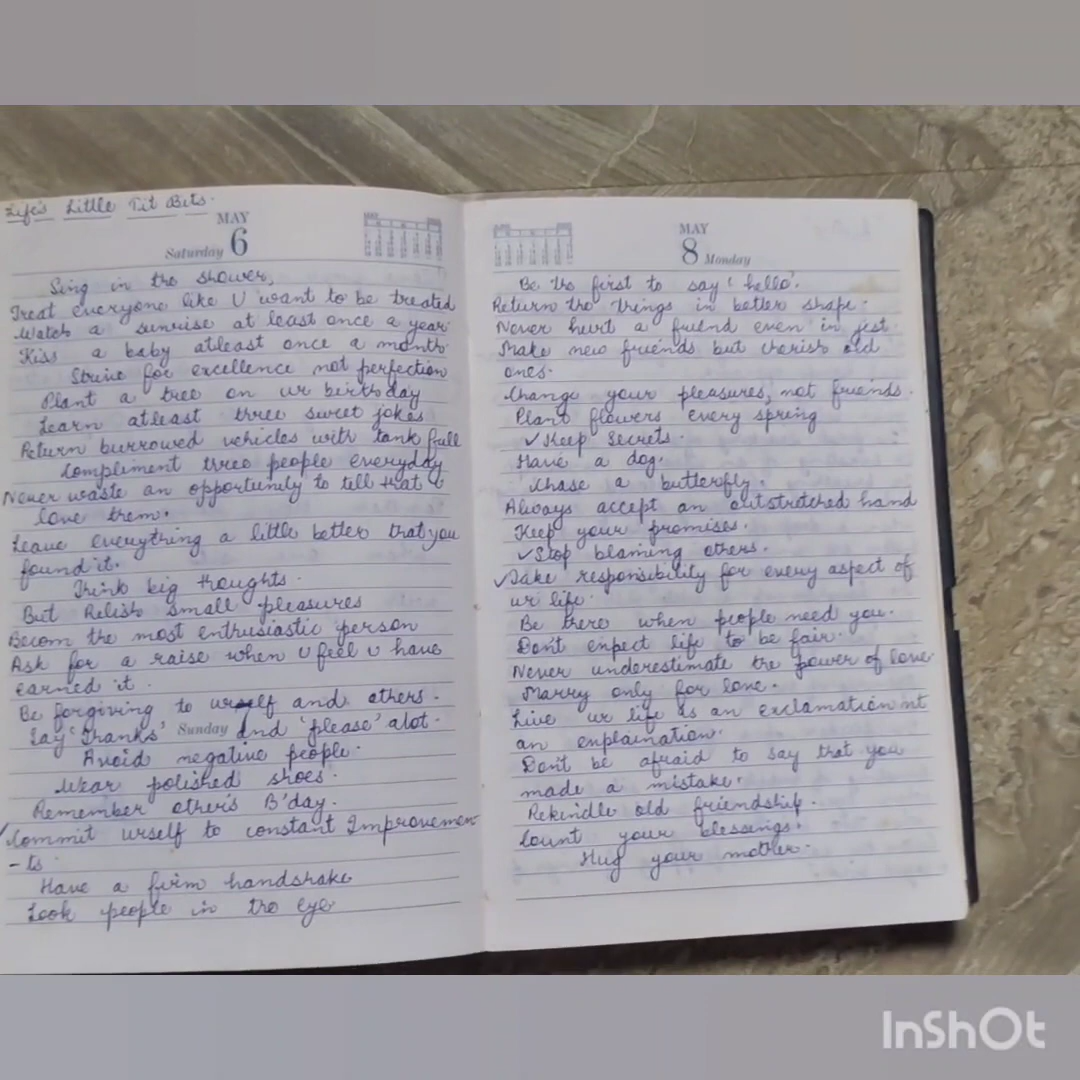 Life's Little Tit Bits.
MAY
Saturday 6
Sing in the shower,
Treat everyone like U want to be treated
Watch a sunrise at least once a year
Kiss a baby atleast once a month
Strive for excellence not perfection
Plant a tree on ur birthday
Learn atleast three sweet jokes
Return burrowed vehicles with tank full
Compliment three people everyday
Never waste an opportunity to tell that u
love them.
Leave everything a little better that you
found it.
Think big thoughts.
But Relish small pleasures
Becom the most enthusiastic person
Ask for a raise when u feel u have
earned it.
Be forgiving to urself and others.
Say 'Thanks' and 'please' alot.
Sunday 7
Avoid negative people.
Wear polished shoes.
Remember others B'day.
✓Commit urself to constant Improvemen
-ts.
Have a firm handshake
Look people in the eye
MAY
8 Monday
Be the first to say 'hello'.
Return the things in better shape.
Never hurt a friend even in jest.
Make new friends but cherish old
ones.
Change your pleasures, not friends.
Plant flowers every spring
✓Keep Secrets.
Have a dog.
Chase a butterfly.
Always accept an outstretched hand
Keep your promises.
✓Stop blaming others.
✓Take responsibility for every aspect of
ur life.
Be there when people need you.
Don't expect life to be fair.
Never underestimate the power of love
Marry only for love.
Live ur life as an exclamation nt
an explaination.
Don't be afraid to say that you
made a mistake.
Rekindle old friendship.
Count your blessings.
Hug your mother.
InShOt